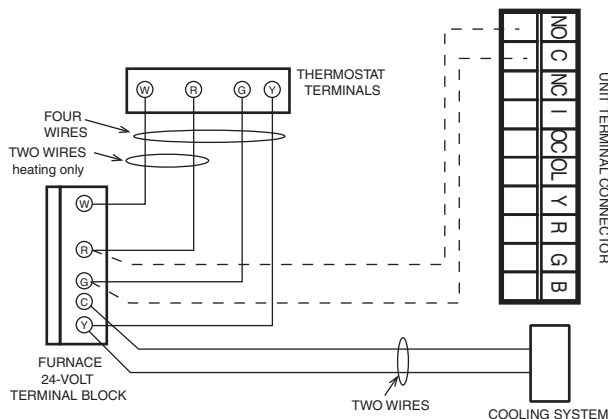 W
R
G
Y
THERMOSTAT
TERMINALS
FOUR
WIRES
TWO WIRES
heating only
W
R
G
C
Y
FURNACE
24-VOLT
TERMINAL BLOCK
TWO WIRES
COOLING SYSTEM
NO
C
NC
I
OC
OL
Y
R
G
B
UNIT TERMINAL CONNECTOR